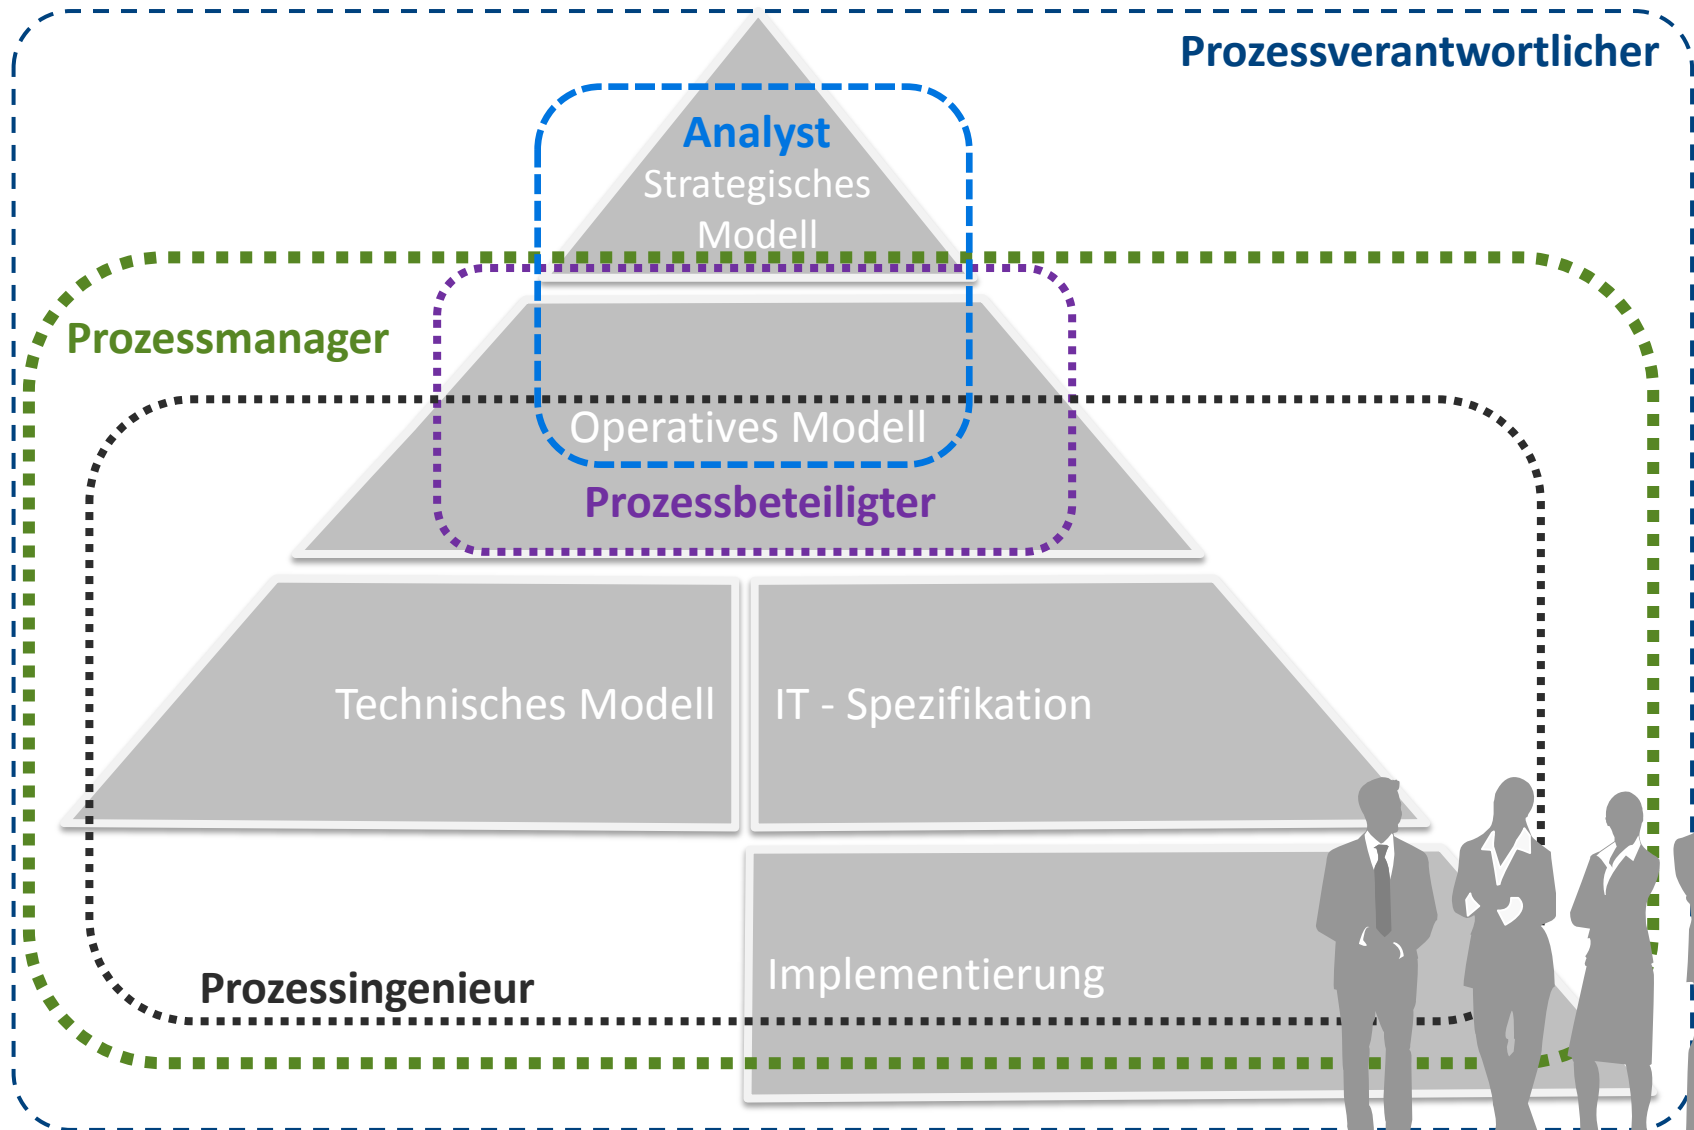 Prozessverantwortlicher
Analyst
Strategisches
Modell
Prozessmanager
Operatives Modell
Prozessbeteiligter
Technisches Modell
IT - Spezifikation
Prozessingenieur
Implementierung